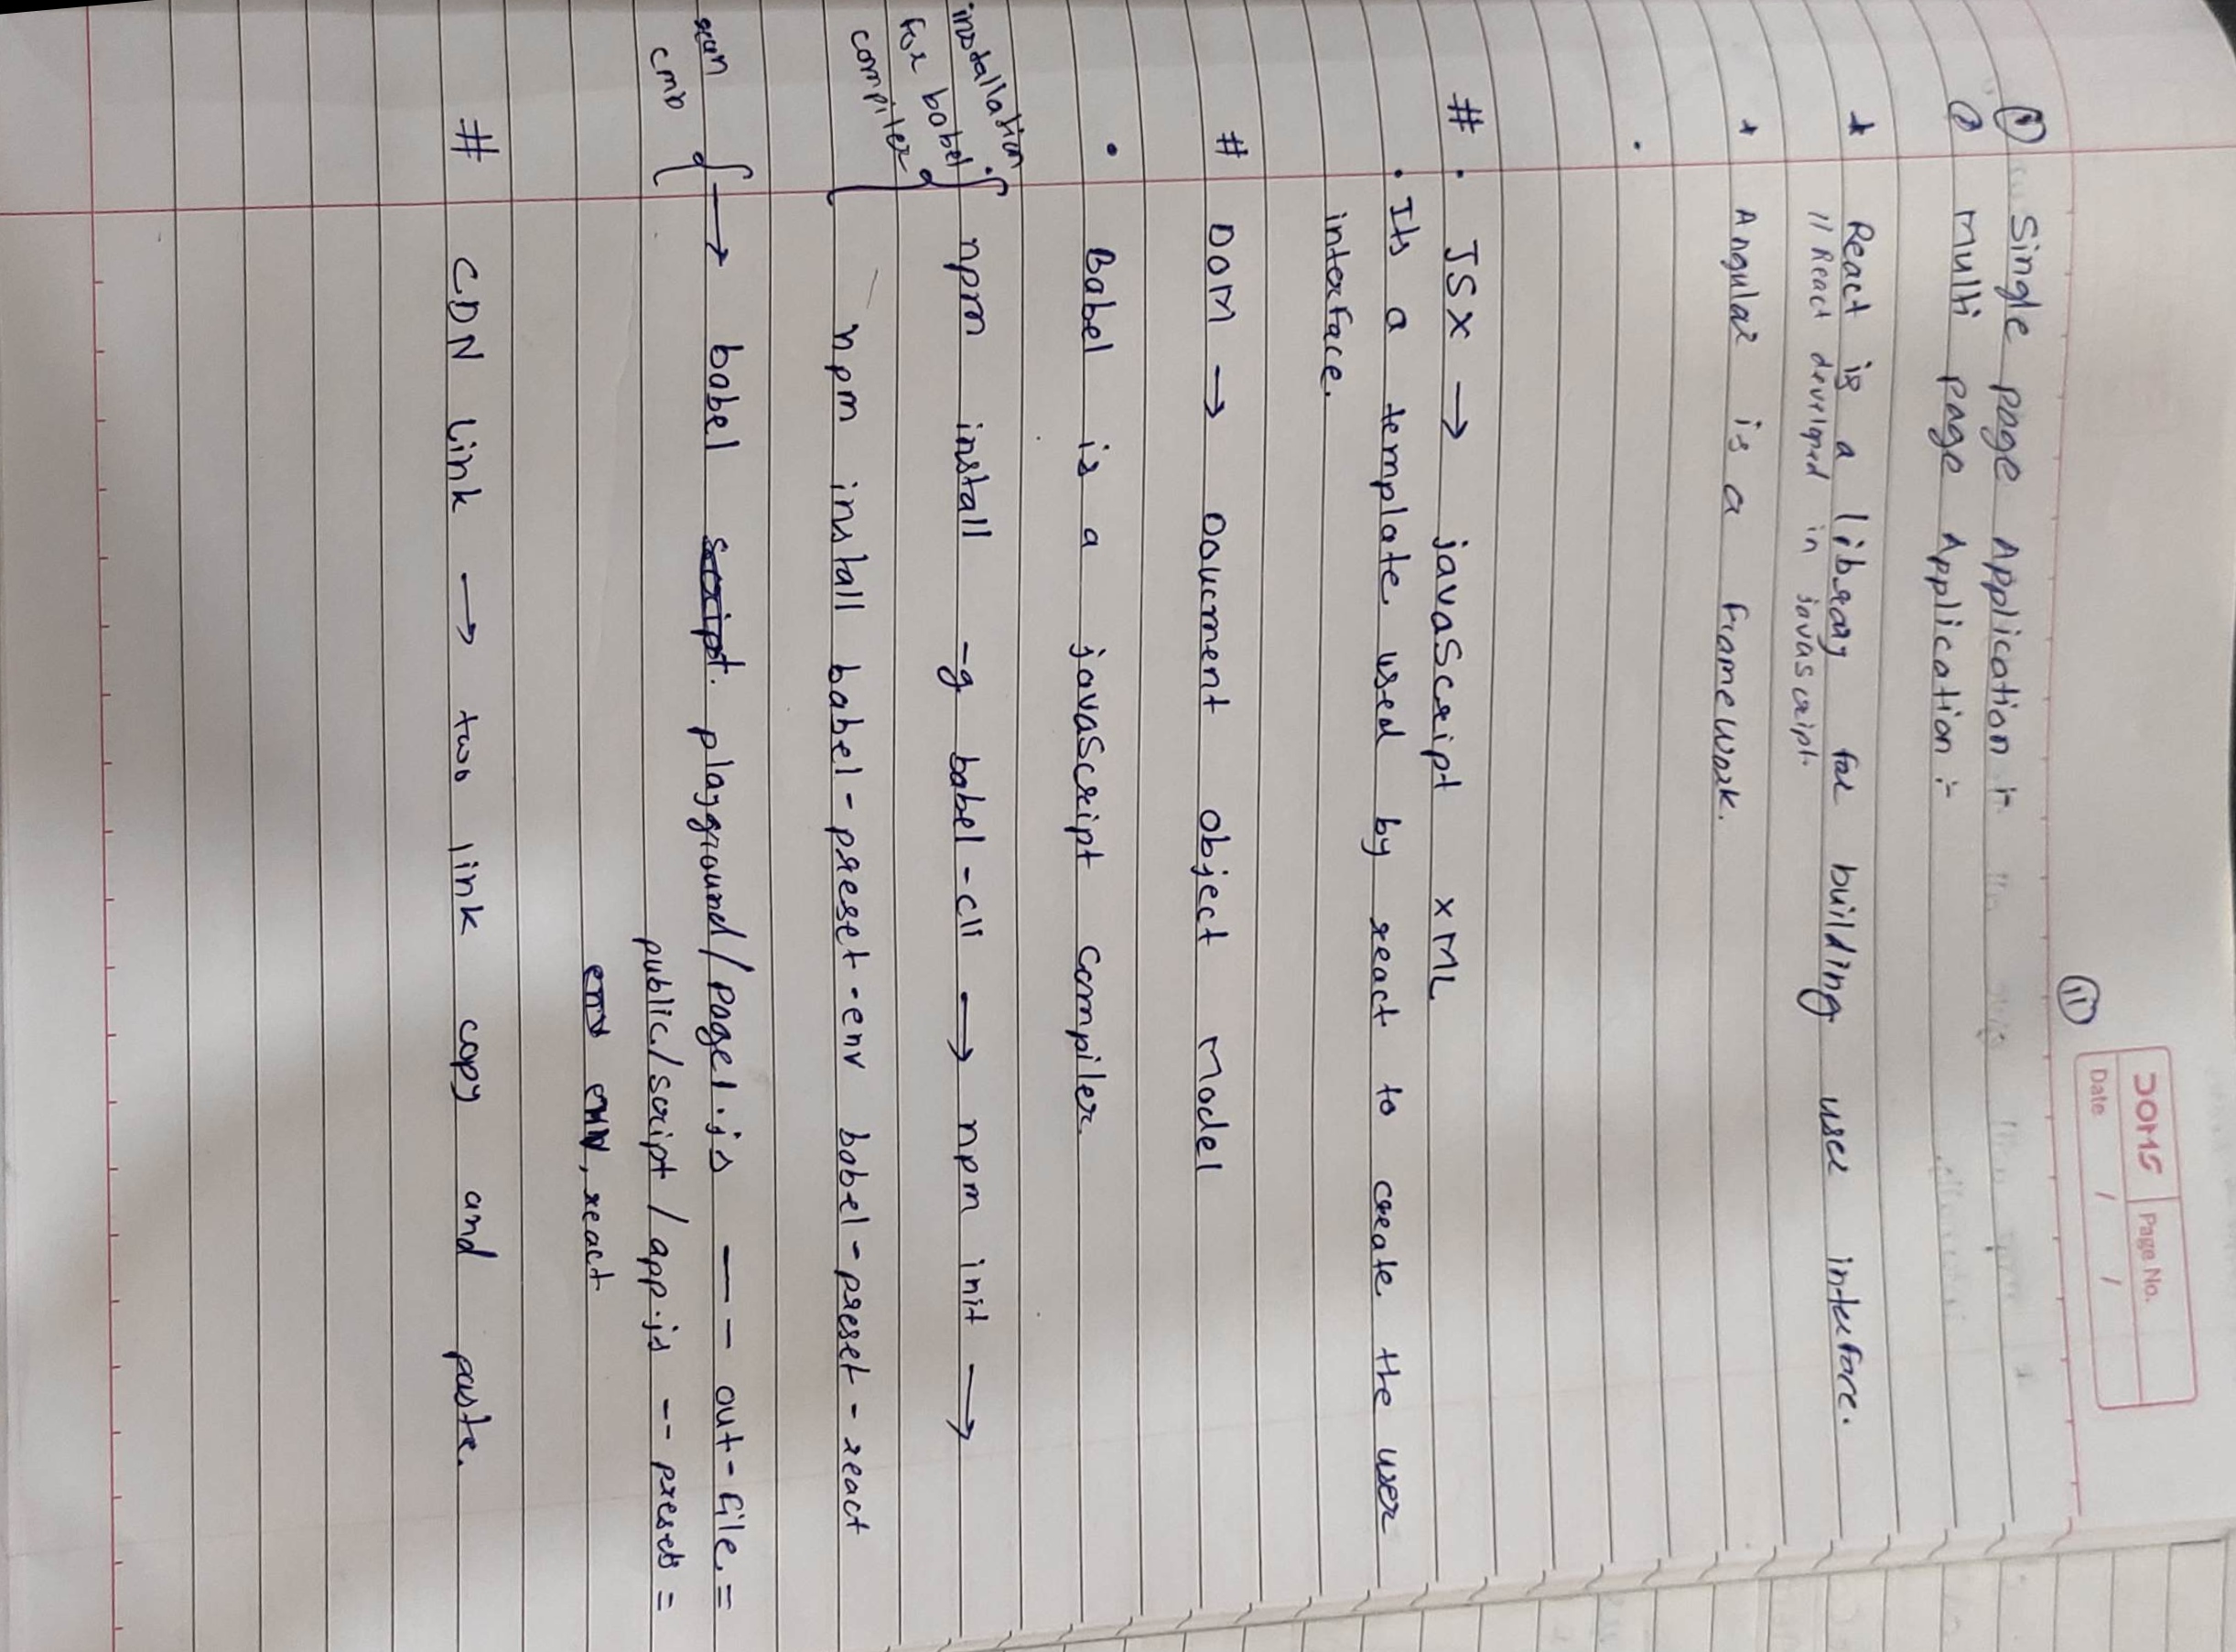 DOMS Page No.
Date / /
(11)
① Single page Application :-
② Multi page Application :-
* React is a library for building user interface.
// React developed in javascript.
* Angular is a FrameWork.
# • JSX → javaScript XML
• Its a template used by react to create the user
interface.
# DOM → Doucment Object Model
• Babel is a javaScript Compiler.
installation
for babel
compiler
npm install -g babel-cli → npm init →
npm install babel-preset-env babel-preset-react
run
cmd
→ babel script. playground/page1.js -- out-file =
public/script/app.js -- presets =
env env, react
# CDN Link → two link copy and paste.